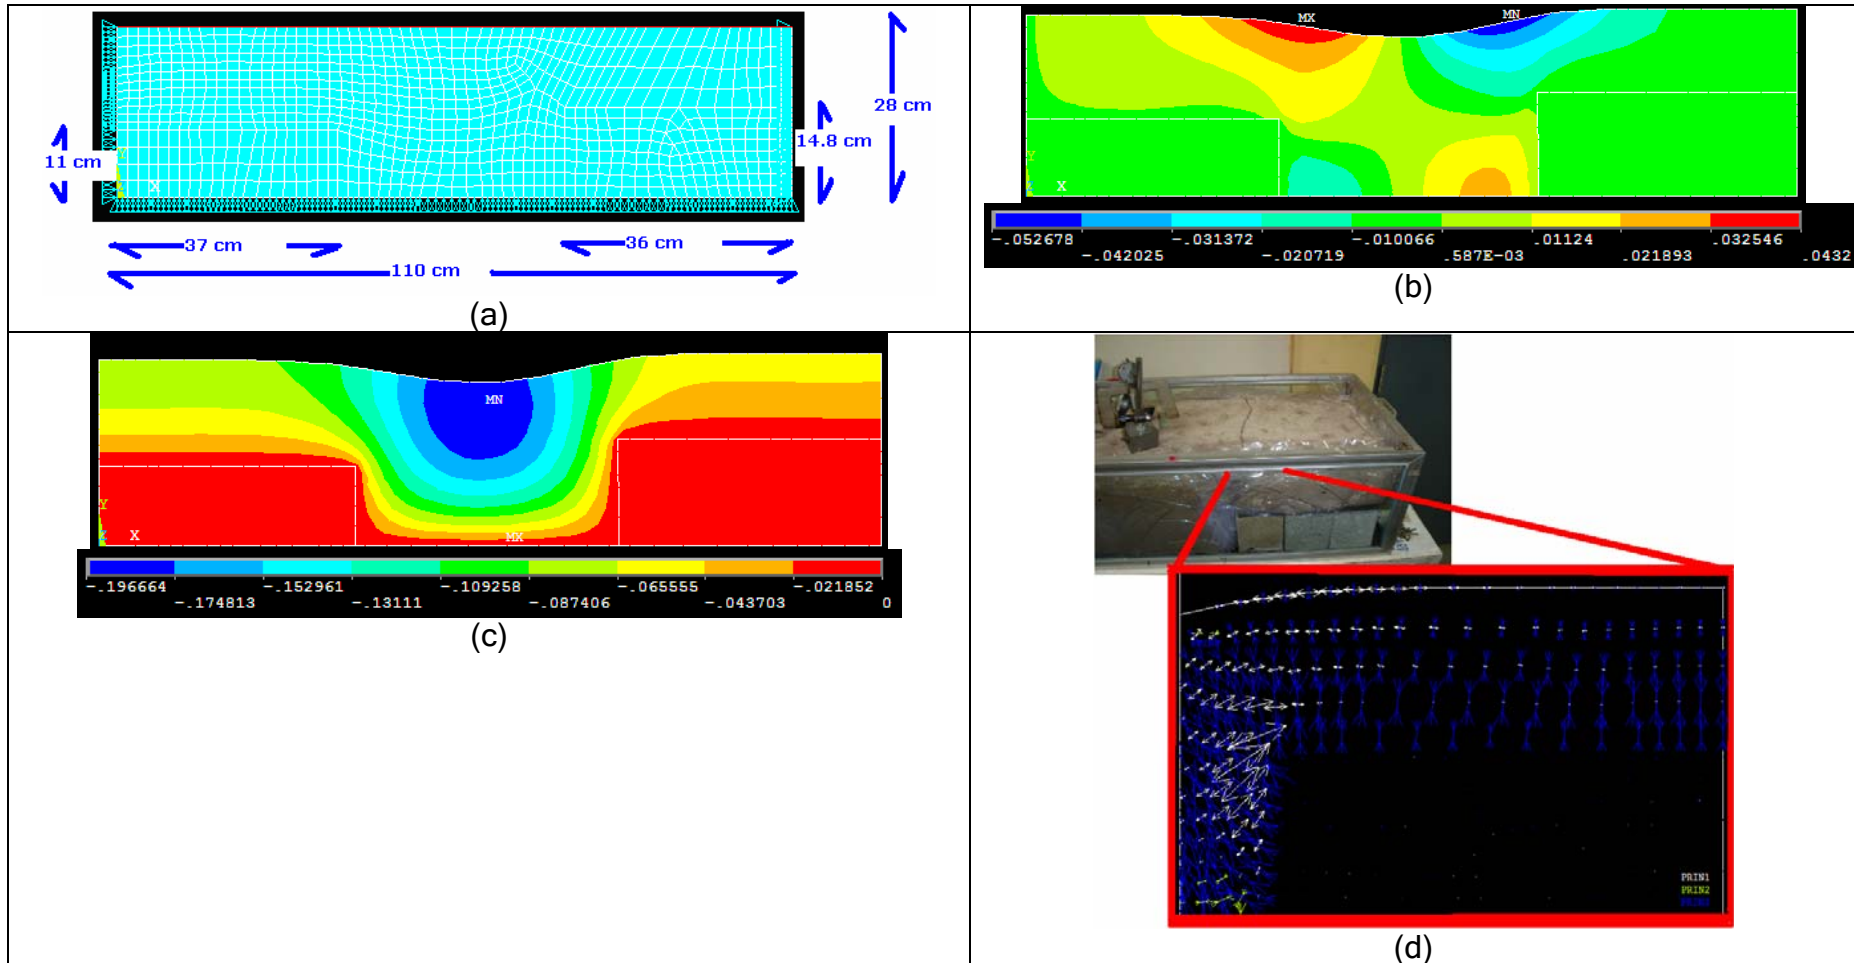 28 cm
14.8 cm
11 cm
Y
X
37 cm
36 cm
110 cm
(a)
MX
MN
Y
X
-.052678
-.031372
-.010066
.01124
.032546
-.042025
-.020719
.587E-03
.021893
.0432
(b)
MN
Y
X
MX
-.196664
-.152961
-.109258
-.065555
-.021852
-.174813
-.13111
-.087406
-.043703
0
(c)
PRIN1
PRIN2
(d)